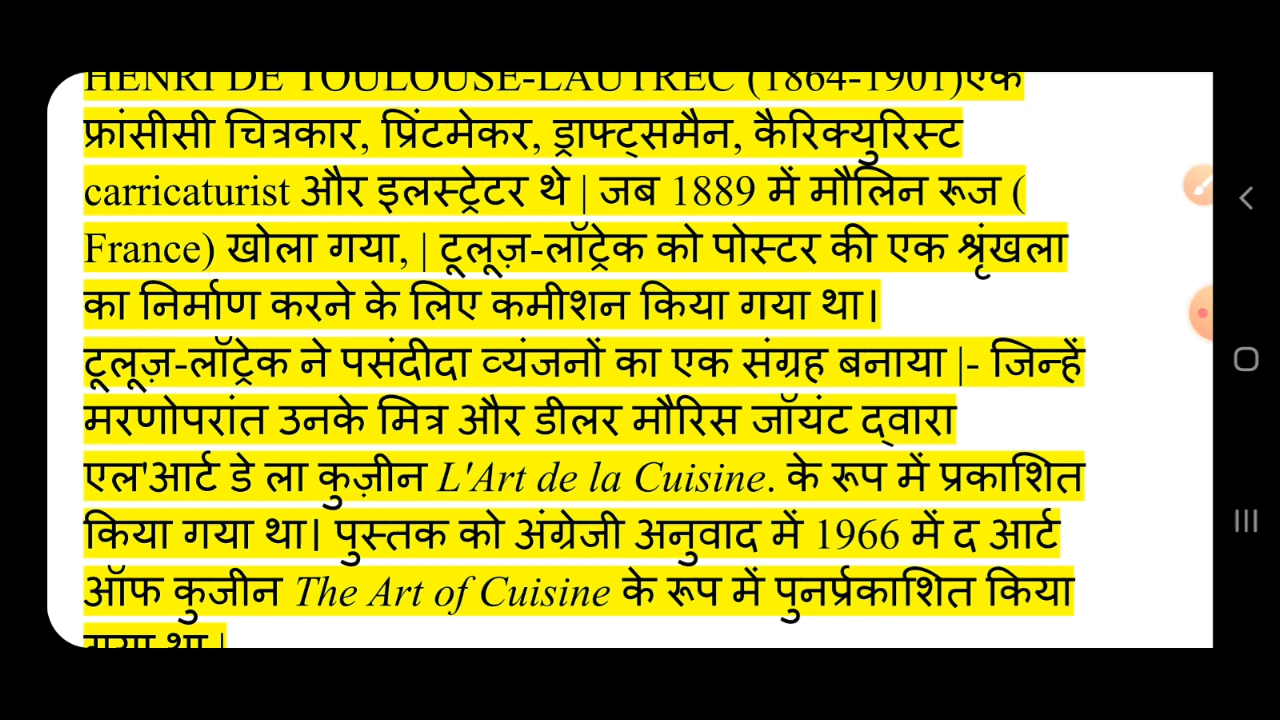 HENRI DE TOULOUSE-LAUTREC (1864-1901)एक
फ्रांसीसी चित्रकार, प्रिंटमेकर, ड्राफ्ट्समैन, कैरिक्युरिस्ट
carricaturist और इलस्ट्रेटर थे | जब 1889 में मौलिन रूज (
France) खोला गया, | टूलूज़-लॉट्रेक को पोस्टर की एक श्रृंखला
का निर्माण करने के लिए कमीशन किया गया था।
टूलूज़-लॉट्रेक ने पसंदीदा व्यंजनों का एक संग्रह बनाया |- जिन्हें
मरणोपरांत उनके मित्र और डीलर मौरिस जॉयंट द्वारा
एल'आर्ट डे ला कुज़ीन L'Art de la Cuisine. के रूप में प्रकाशित
किया गया था। पुस्तक को अंग्रेजी अनुवाद में 1966 में द आर्ट
ऑफ कुजीन The Art of Cuisine के रूप में पुनर्प्रकाशित किया
गया था |